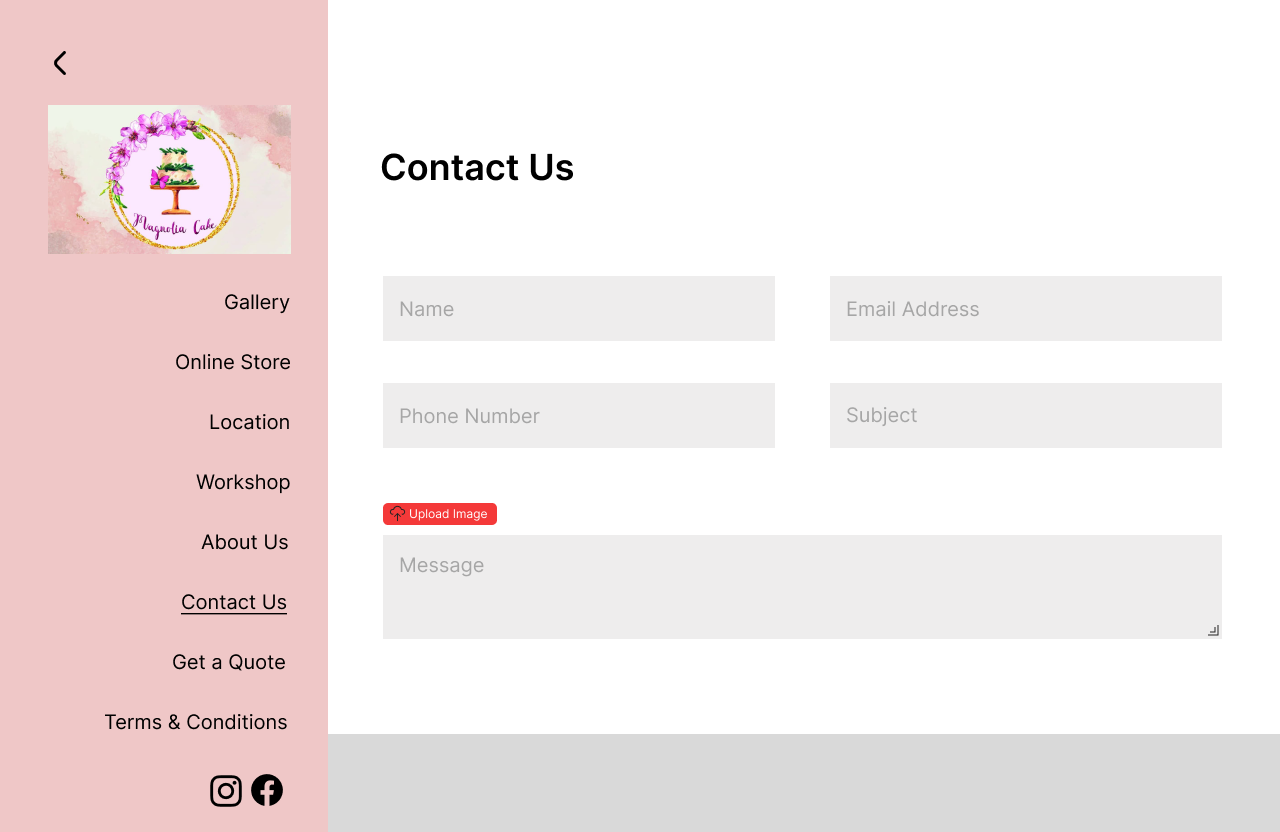 Magnolia Cake
Gallery
Online Store
Location
Workshop
About Us
Contact Us
Get a Quote
Terms & Conditions
Contact Us
Name
Email Address
Phone Number
Subject
Upload Image
Message